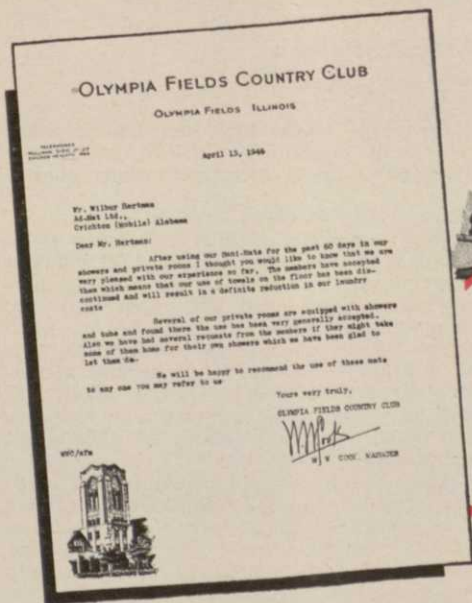 OLYMPIA FIELDS COUNTRY CLUB
OLYMPIA FIELDS ILLINOIS
April 13, 1946
Mr. Wilbur Hartman
Ad-Mat Ltd.,
Crichton (Mobile) Alabama
Dear Mr. Hartman:
After using our Sani-Mats for the past 60 days in our
showers and private rooms I thought you would like to know that we are
very pleased with our experience so far. The members have accepted
them which means that our use of towels on the floor has been dis-
continued and will result in a definite reduction in our laundry
costs
Several of our private rooms are equipped with showers
and tubs and found there the use has been very generally accepted.
Also we have had several requests from the members if they might take
some of them home for their own showers which we have been glad to
let them do-
We will be happy to recommend the use of these mats
to any one you may refer to us
Yours very truly,
OLYMPIA FIELDS COUNTRY CLUB
W W COOK, MANAGER